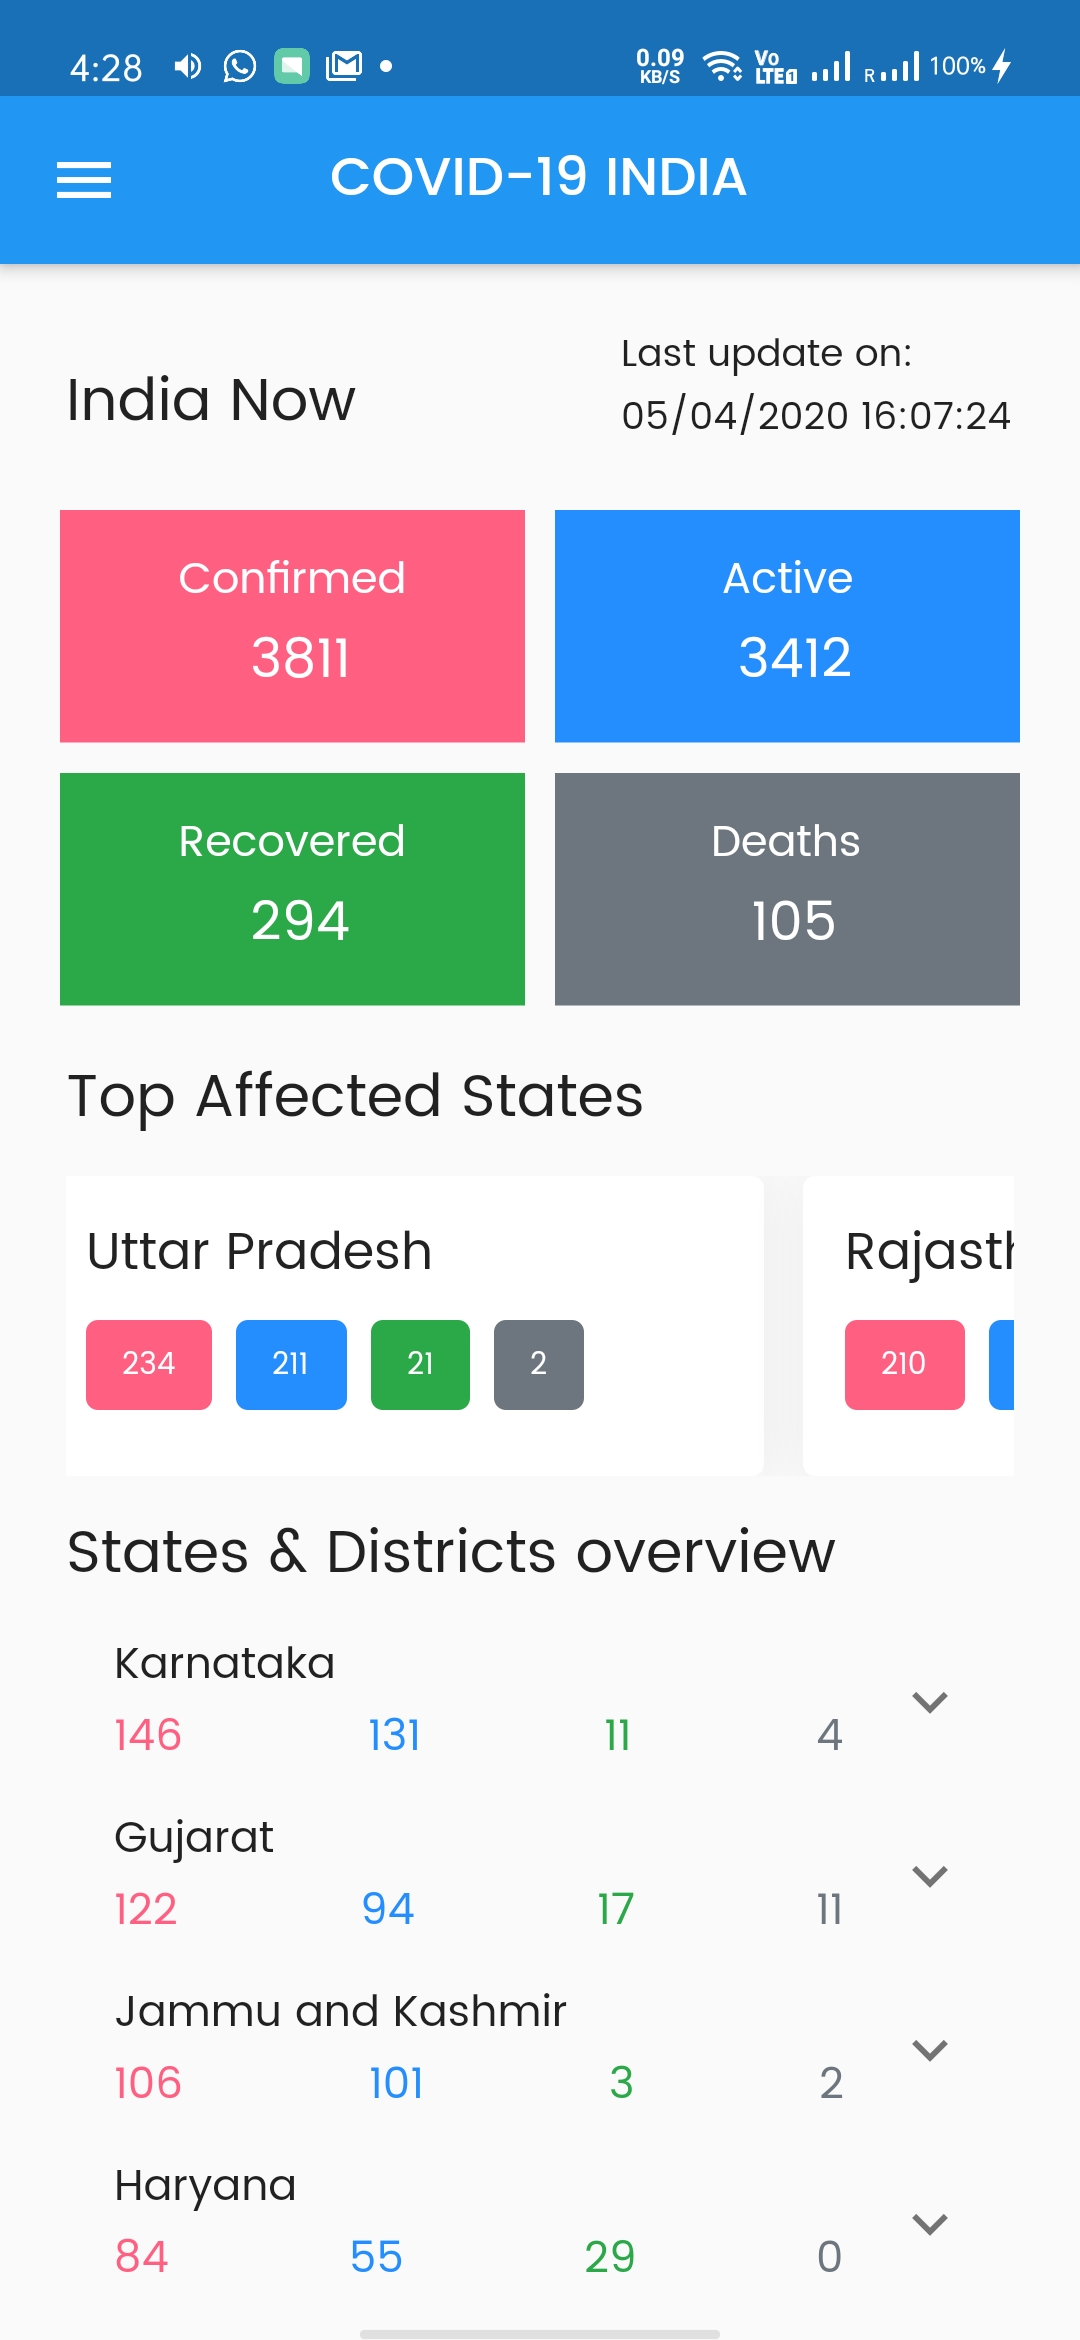 4:28 0.09 KB/S Vo LTE1 R 100%
COVID-19 INDIA
India Now
Last update on:
05/04/2020 16:07:24
Confirmed Active
3811 3412
Recovered Deaths
294 105
Top Affected States
Uttar Pradesh Rajasth
234 211 21 2 210
States & Districts overview
Karnataka
146 131 11 4
Gujarat
122 94 17 11
Jammu and Kashmir
106 101 3 2
Haryana
84 55 29 0